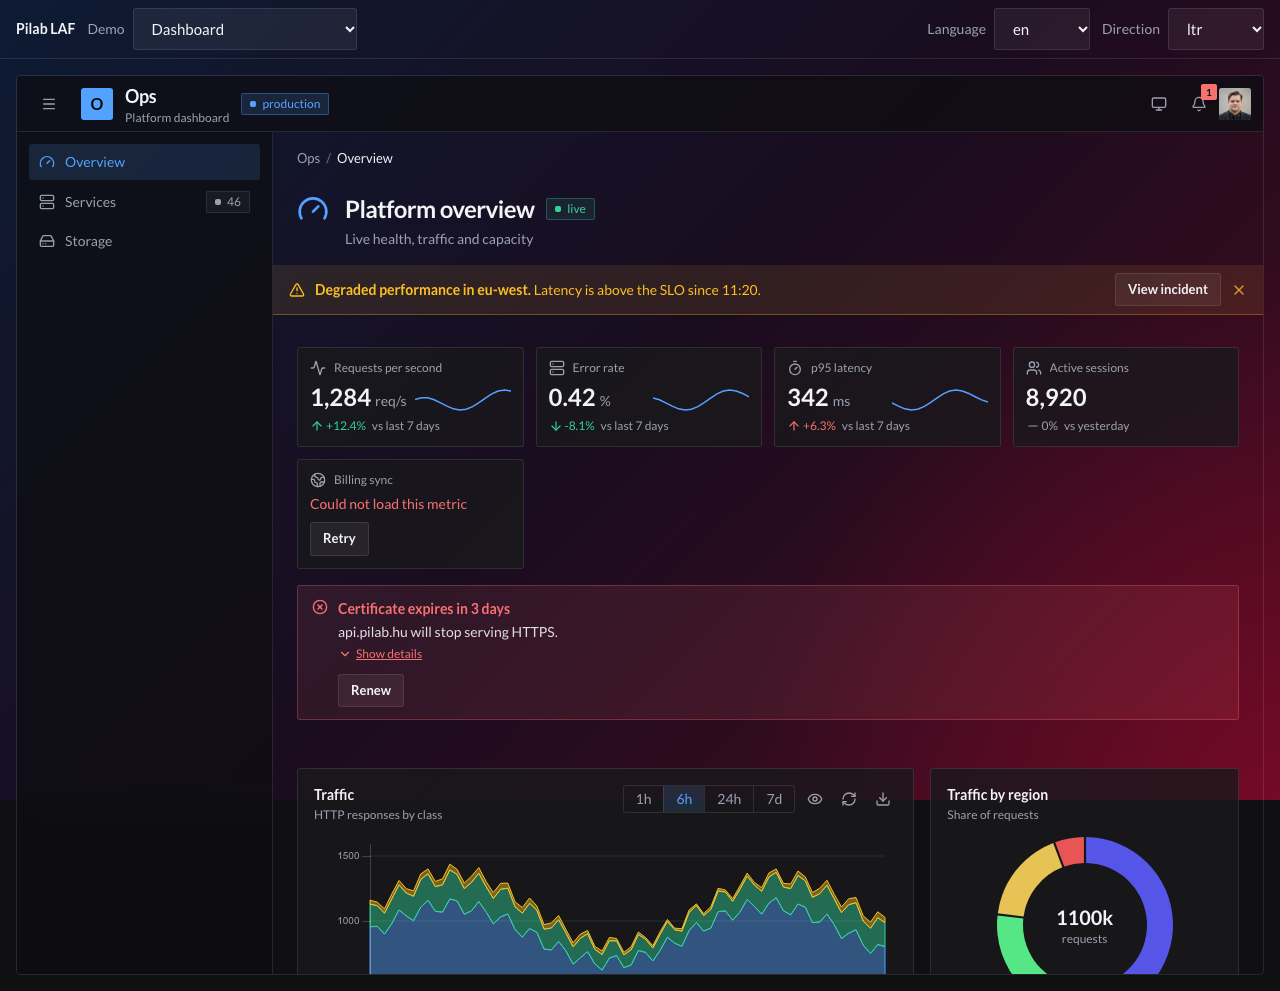 Pilab LAF Demo Dashboard Language en Direction ltr
O Ops production 1
Platform dashboard
Overview
Services 46
Storage
Ops / Overview
Platform overview live
Live health, traffic and capacity
Degraded performance in eu-west. Latency is above the SLO since 11:20. View incident
Requests per second
1,284 req/s
+12.4% vs last 7 days
Error rate
0.42 %
-8.1% vs last 7 days
p95 latency
342 ms
+6.3% vs last 7 days
Active sessions
8,920
0% vs yesterday
Billing sync
Could not load this metric
Retry
Certificate expires in 3 days
api.pilab.hu will stop serving HTTPS.
Show details
Renew
Traffic
HTTP responses by class
1h 6h 24h 7d
1500
1000
Traffic by region
Share of requests
1100k
requests